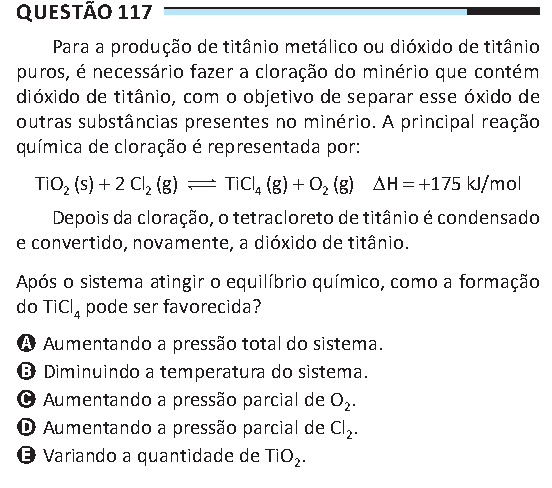 QUESTÃO 117
Para a produção de titânio metálico ou dióxido de titânio
puros, é necessário fazer a cloração do minério que contém
dióxido de titânio, com o objetivo de separar esse óxido de
outras substâncias presentes no minério. A principal reação
química de cloração é representada por:
TiO₂ (s) + 2 Cl₂ (g) ⇌ TiCl₄ (g) + O₂ (g) ΔH = +175 kJ/mol
Depois da cloração, o tetracloreto de titânio é condensado
e convertido, novamente, a dióxido de titânio.
Após o sistema atingir o equilíbrio químico, como a formação
do TiCl₄ pode ser favorecida?
A Aumentando a pressão total do sistema.
B Diminuindo a temperatura do sistema.
C Aumentando a pressão parcial de O₂.
D Aumentando a pressão parcial de Cl₂.
E Variando a quantidade de TiO₂.